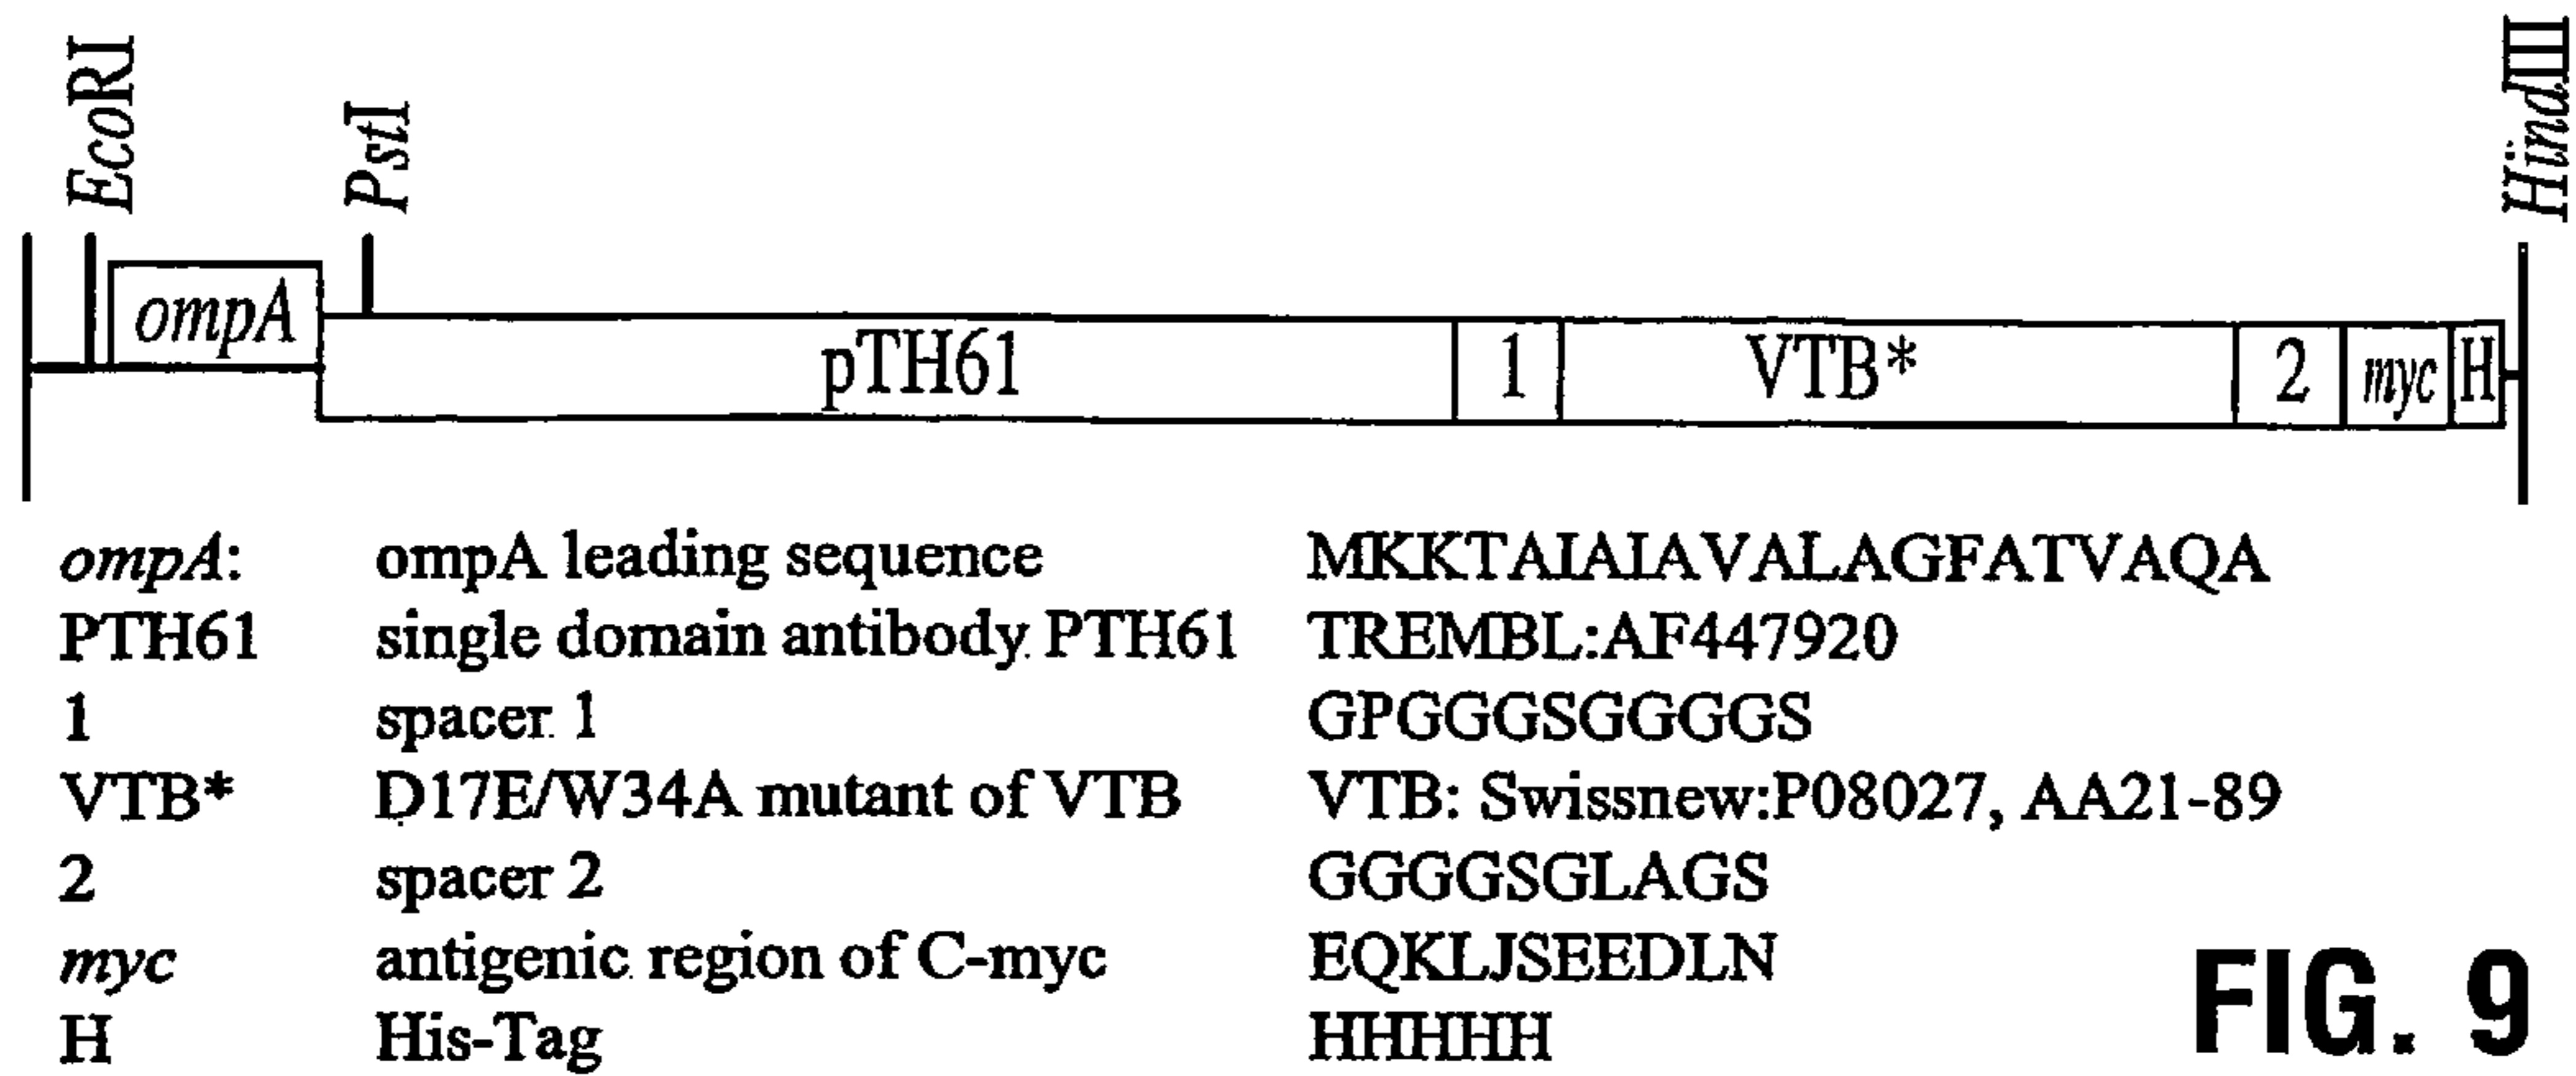 EcoRI
PstI
HindIII
ompA
pTH61
1
VTB*
2
myc
H
ompA: ompA leading sequence MKKTAIAIAVALAGFATVAQA
PTH61 single domain antibody PTH61 TREMBL:AF447920
1 spacer 1 GPGGGSGGGGS
VTB* D17E/W34A mutant of VTB VTB: Swissnew:P08027, AA21-89
2 spacer 2 GGGGSGLAGS
myc antigenic region of C-myc EQKLJSEEDLN
H His-Tag HHHHH
FIG. 9